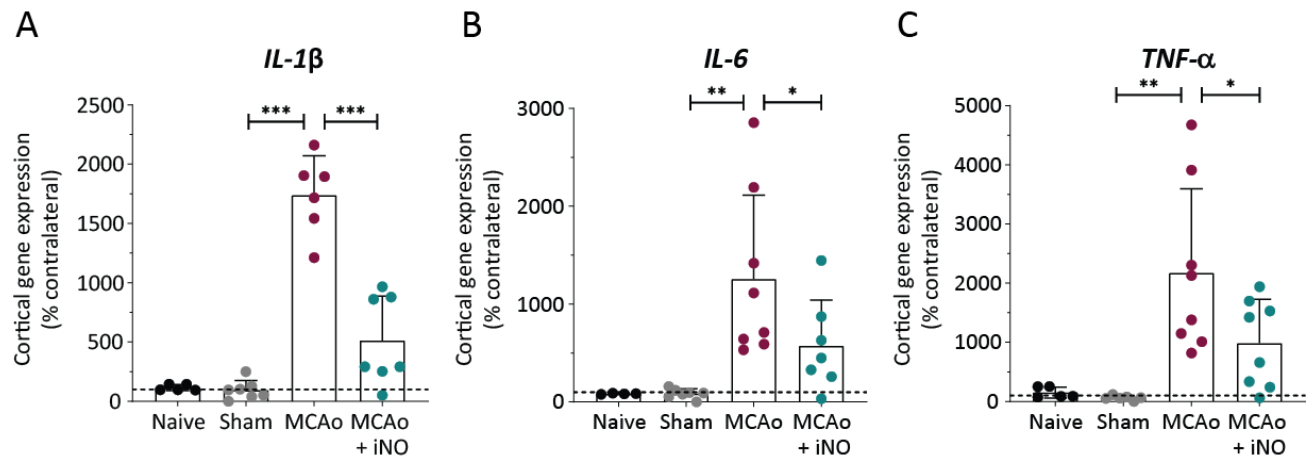 A
IL-1β
Cortical gene expression
(% contralateral)
2500
2000
1500
1000
500
0
***
***
Naive
Sham
MCAo
MCAo
+ iNO
B
IL-6
Cortical gene expression
(% contralateral)
3000
2000
1000
0
**
*
Naive
Sham
MCAo
MCAo
+ iNO
C
TNF-α
Cortical gene expression
(% contralateral)
5000
4000
3000
2000
1000
0
**
*
Naive
Sham
MCAo
MCAo
+ iNO